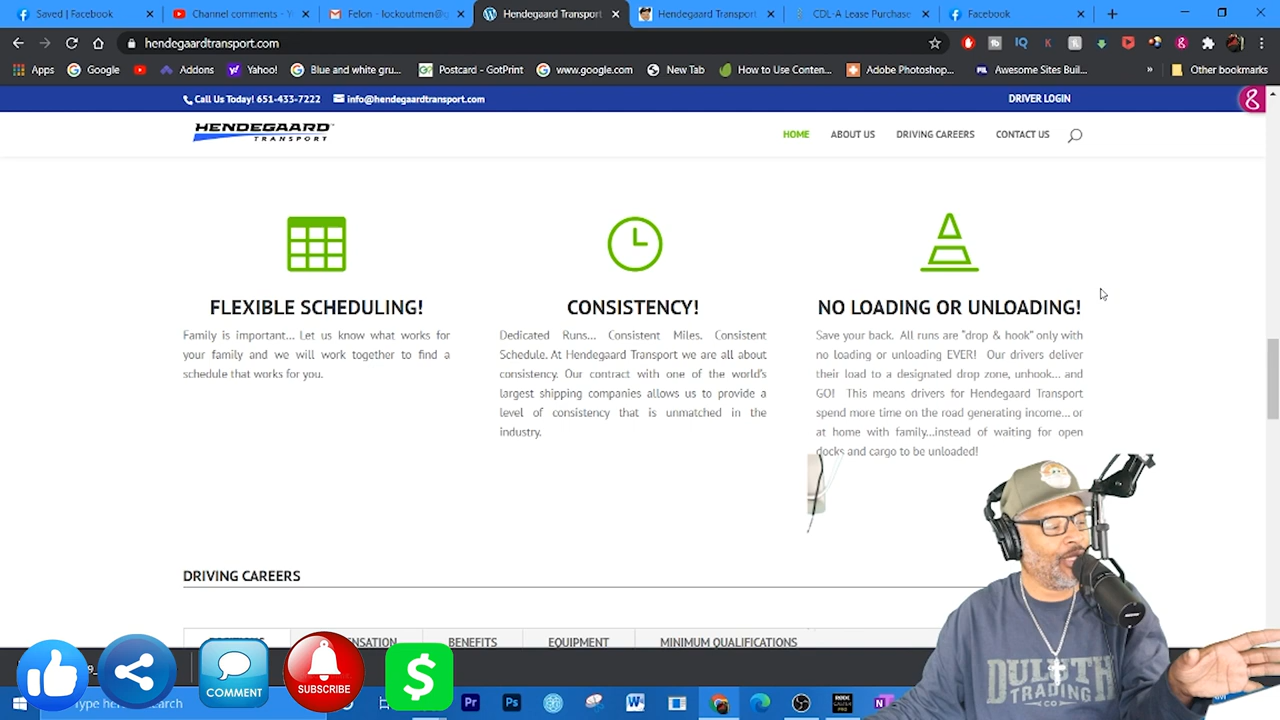 Saved | Facebook
Channel comments - Y
Felon - lockoutmen@g
Hendegaard Transport
Hendegaard Transport
CDL-A Lease Purchase
Facebook
hendegaardtransport.com
Apps
Google
Addons
Yahoo!
Blue and white gru...
Postcard - GotPrint
www.google.com
New Tab
How to Use Conten...
Adobe Photoshop...
Awesome Sites Buil...
Other bookmarks
Call Us Today! 651-433-7222
info@hendegaardtransport.com
DRIVER LOGIN
HENDEGAARD
TRANSPORT
HOME
ABOUT US
DRIVING CAREERS
CONTACT US
FLEXIBLE SCHEDULING!
Family is important... Let us know what works for
your family and we will work together to find a
schedule that works for you.
CONSISTENCY!
Dedicated Runs... Consistent Miles. Consistent
Schedule. At Hendegaard Transport we are all about
consistency. Our contract with one of the world's
largest shipping companies allows us to provide a
level of consistency that is unmatched in the
industry.
NO LOADING OR UNLOADING!
Save your back. All runs are "drop & hook" only with
no loading or unloading EVER! Our drivers deliver
their load to a designated drop zone, unhook... and
GO! This means drivers for Hendegaard Transport
spend more time on the road generating income... or
at home with family...instead of waiting for open
docks and cargo to be unloaded!
DRIVING CAREERS
BENEFITS
EQUIPMENT
MINIMUM QUALIFICATIONS
COMMENT
SUBSCRIBE
$
DULUTH
TRADING